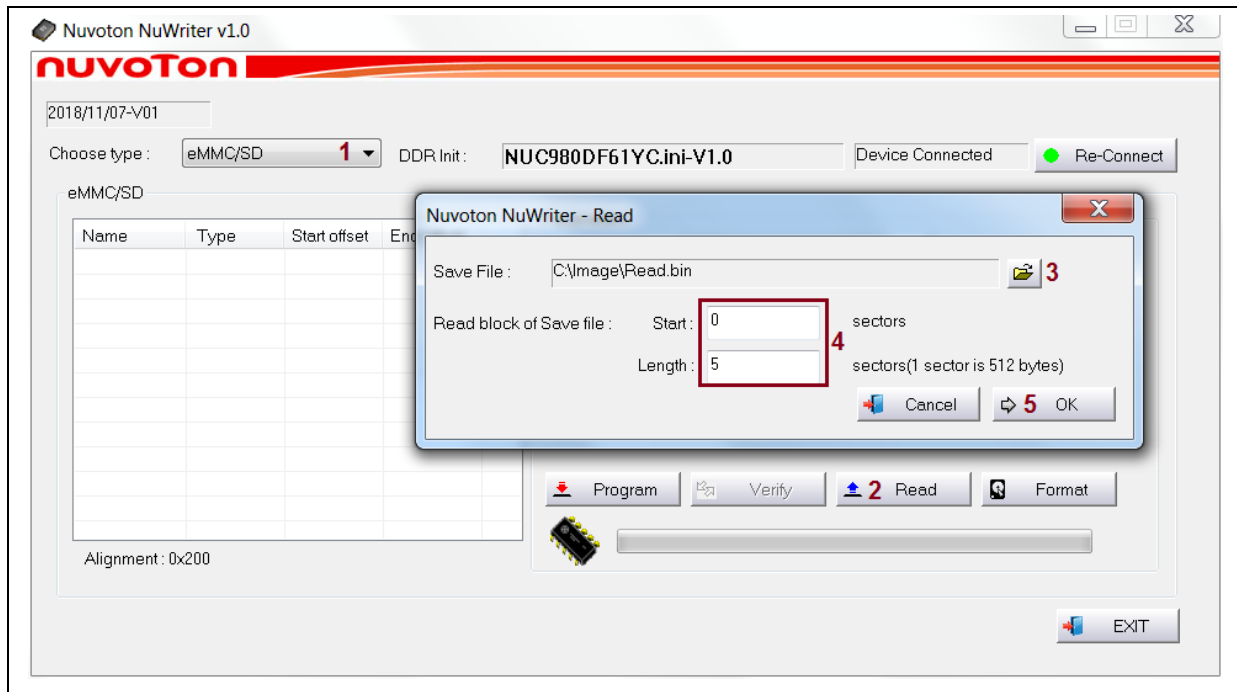 Nuvoton NuWriter v1.0
nuvoTon
2018/11/07-V01
Choose type : eMMC/SD 1 DDR Init : NUC980DF61YC.ini-V1.0 Device Connected Re-Connect
eMMC/SD
Name Type Start offset
Nuvoton NuWriter - Read
Save File : C:\Image\Read.bin 3
Read block of Save file : Start : 0 sectors
4
Length : 5 sectors(1 sector is 512 bytes)
Cancel 5 OK
Program Verify 2 Read Format
Alignment : 0x200
EXIT